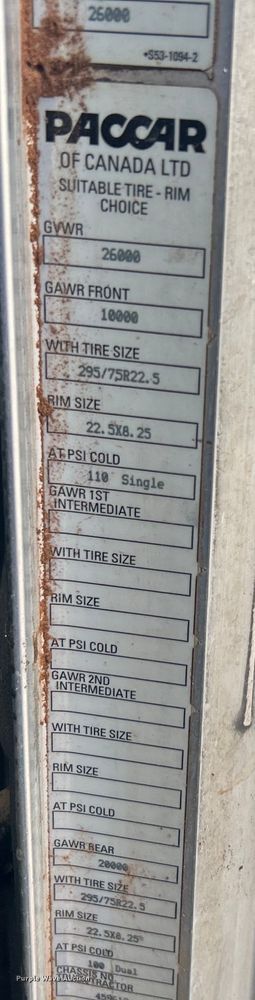 26000
*S53-1094-2
PACCAR
OF CANADA LTD
SUITABLE TIRE - RIM
CHOICE
GVWR
26000
GAWR FRONT
10000
WITH TIRE SIZE
295/75R22.5
RIM SIZE
22.5X8.25
AT PSI COLD
110 Single
GAWR 1ST
INTERMEDIATE
WITH TIRE SIZE
RIM SIZE
AT PSI COLD
GAWR 2ND
INTERMEDIATE
WITH TIRE SIZE
RIM SIZE
AT PSI COLD
GAWR REAR
20000
WITH TIRE SIZE
295/75R22.5
RIM SIZE
22.5X8.25
AT PSI COLD
100 Dual
CHASSIS NO
Purple Wave Auction